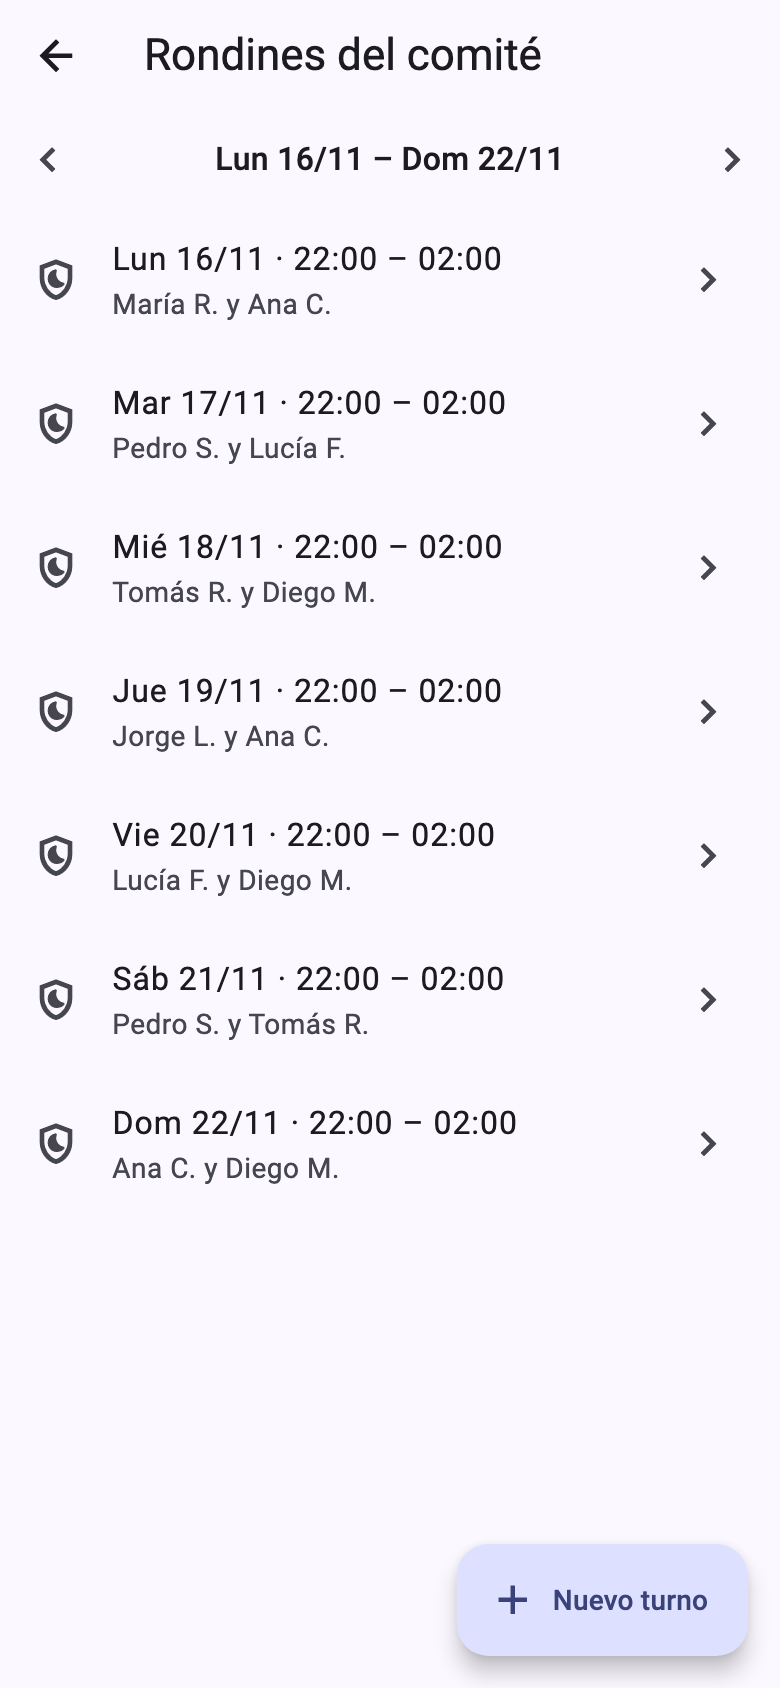 Rondines del comité
Lun 16/11 – Dom 22/11
Lun 16/11 · 22:00 – 02:00
María R. y Ana C.
Mar 17/11 · 22:00 – 02:00
Pedro S. y Lucía F.
Mié 18/11 · 22:00 – 02:00
Tomás R. y Diego M.
Jue 19/11 · 22:00 – 02:00
Jorge L. y Ana C.
Vie 20/11 · 22:00 – 02:00
Lucía F. y Diego M.
Sáb 21/11 · 22:00 – 02:00
Pedro S. y Tomás R.
Dom 22/11 · 22:00 – 02:00
Ana C. y Diego M.
Nuevo turno